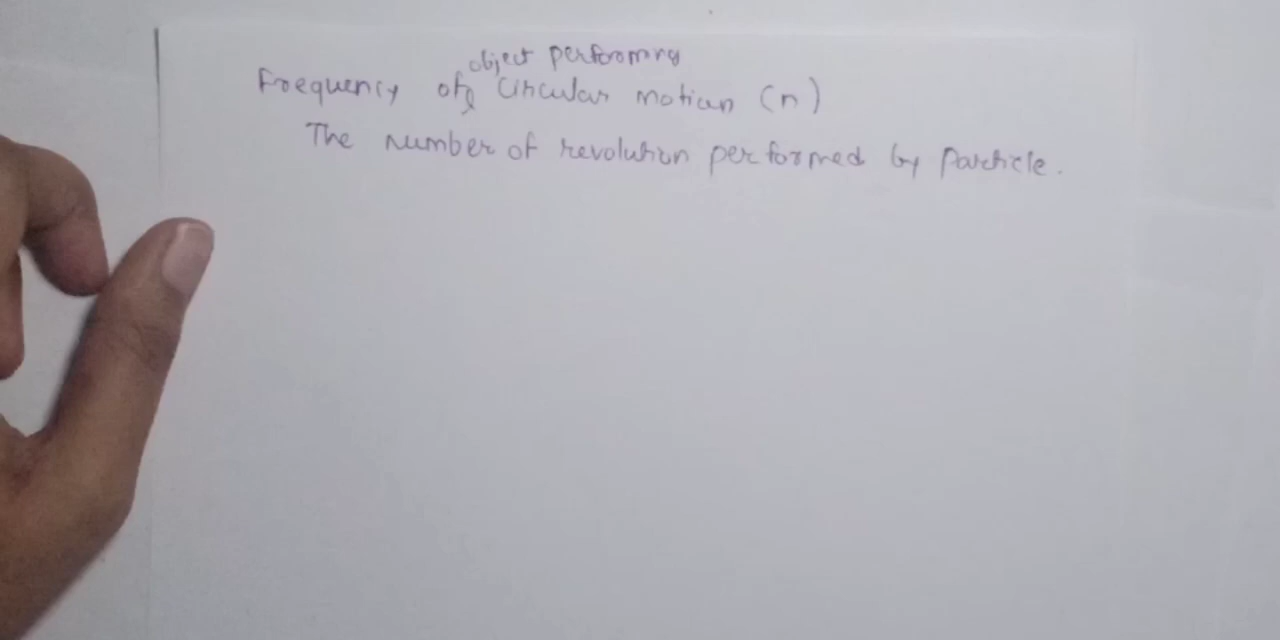 Frequency of object performing Circular motion (n)
The number of revolution performed by particle.